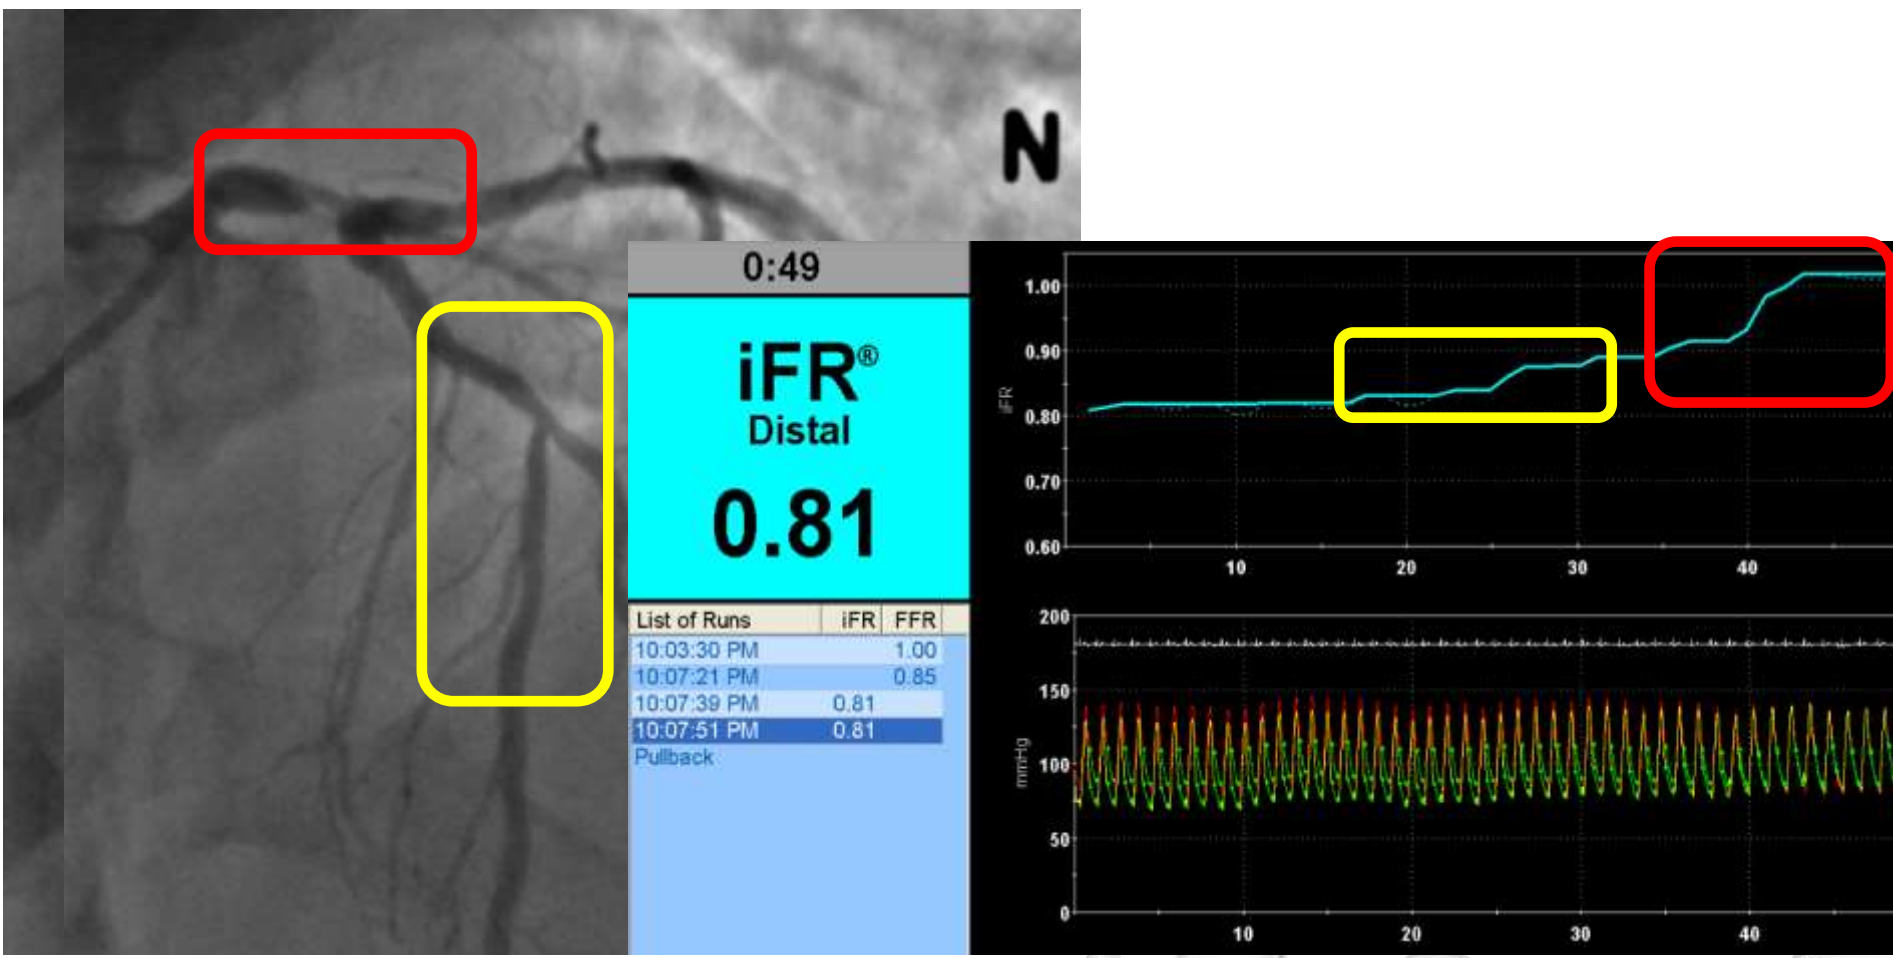 N
0:49
iFR®
Distal
0.81
List of Runs iFR FFR
10:03:30 PM 1.00
10:07:21 PM 0.85
10:07:39 PM 0.81
10:07:51 PM 0.81
Pullback
iFR
1.00
0.90
0.80
0.70
0.60
10 20 30 40
mmHg
200
150
100
50
0
10 20 30 40